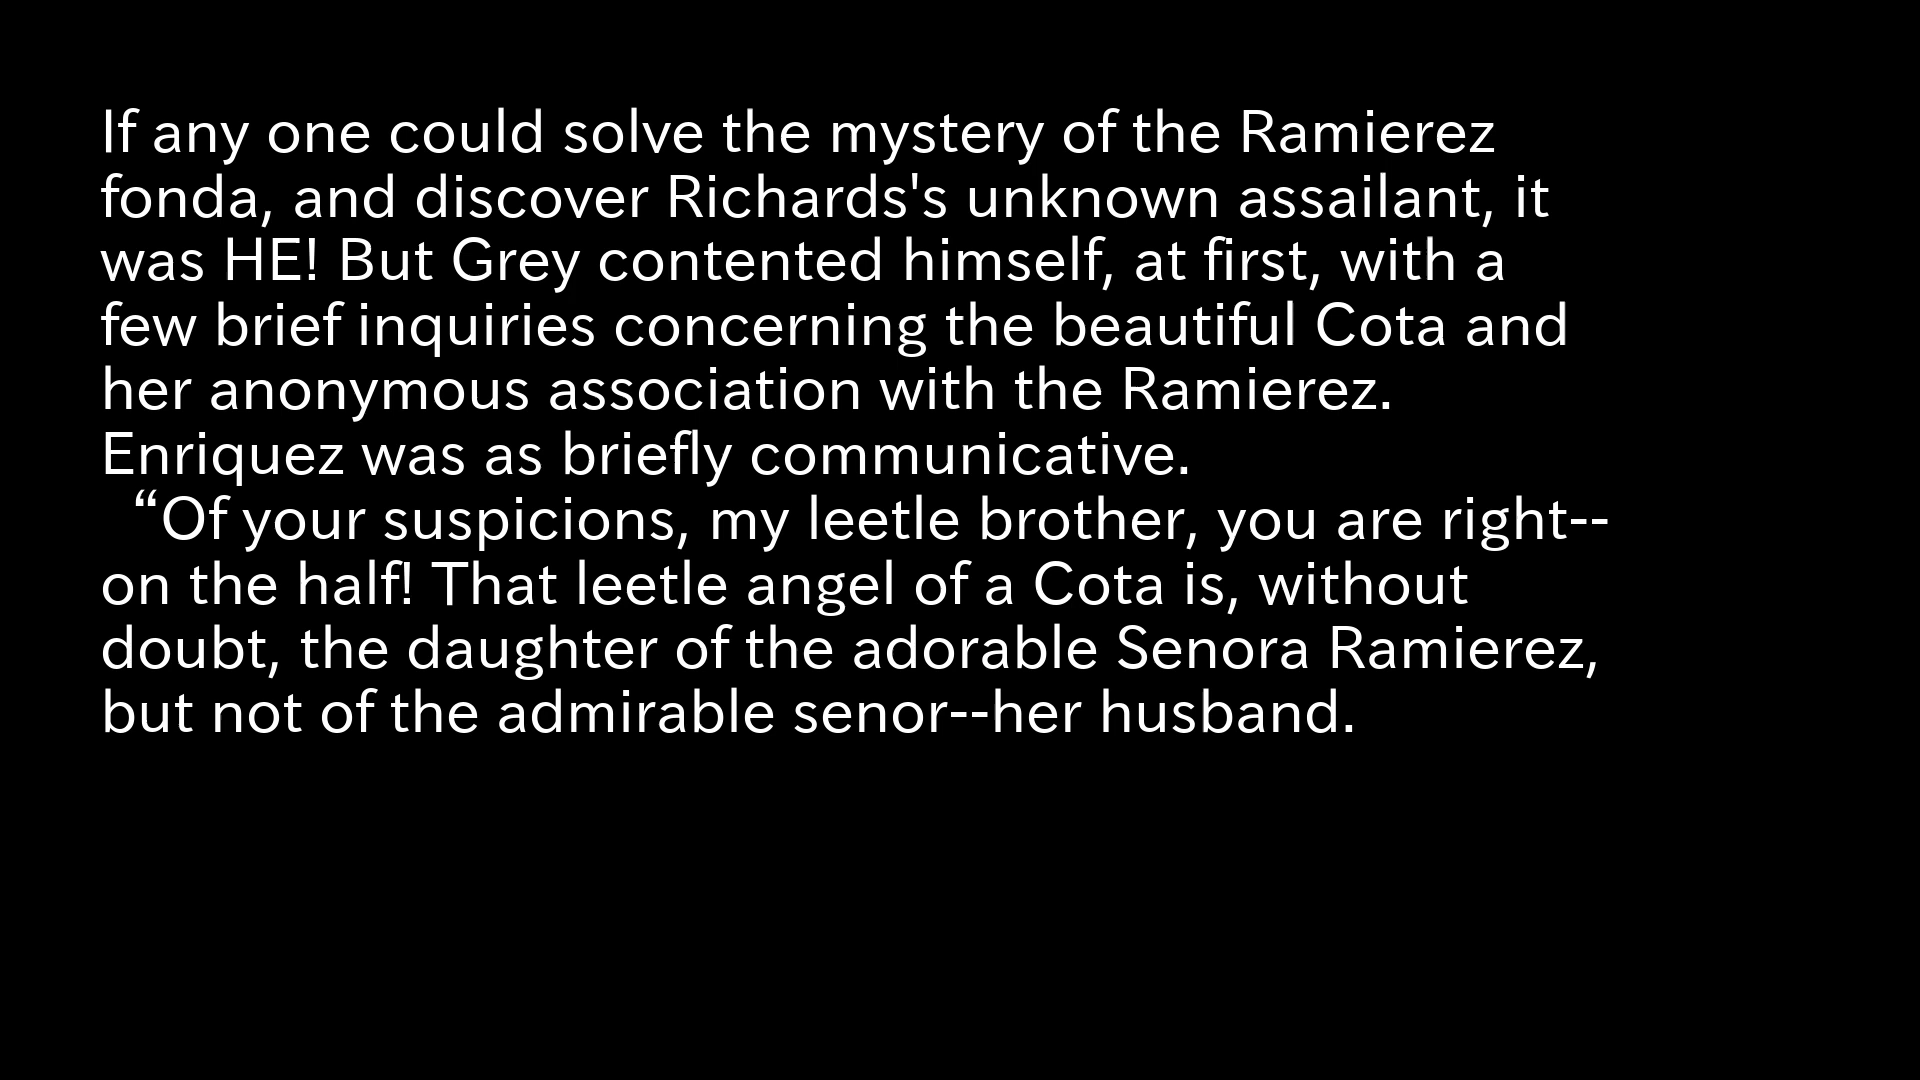 If any one could solve the mystery of the Ramierez
fonda, and discover Richards's unknown assailant, it
was HE! But Grey contented himself, at first, with a
few brief inquiries concerning the beautiful Cota and
her anonymous association with the Ramierez.
Enriquez was as briefly communicative.
“Of your suspicions, my leetle brother, you are right--
on the half! That leetle angel of a Cota is, without
doubt, the daughter of the adorable Senora Ramierez,
but not of the admirable senor--her husband.